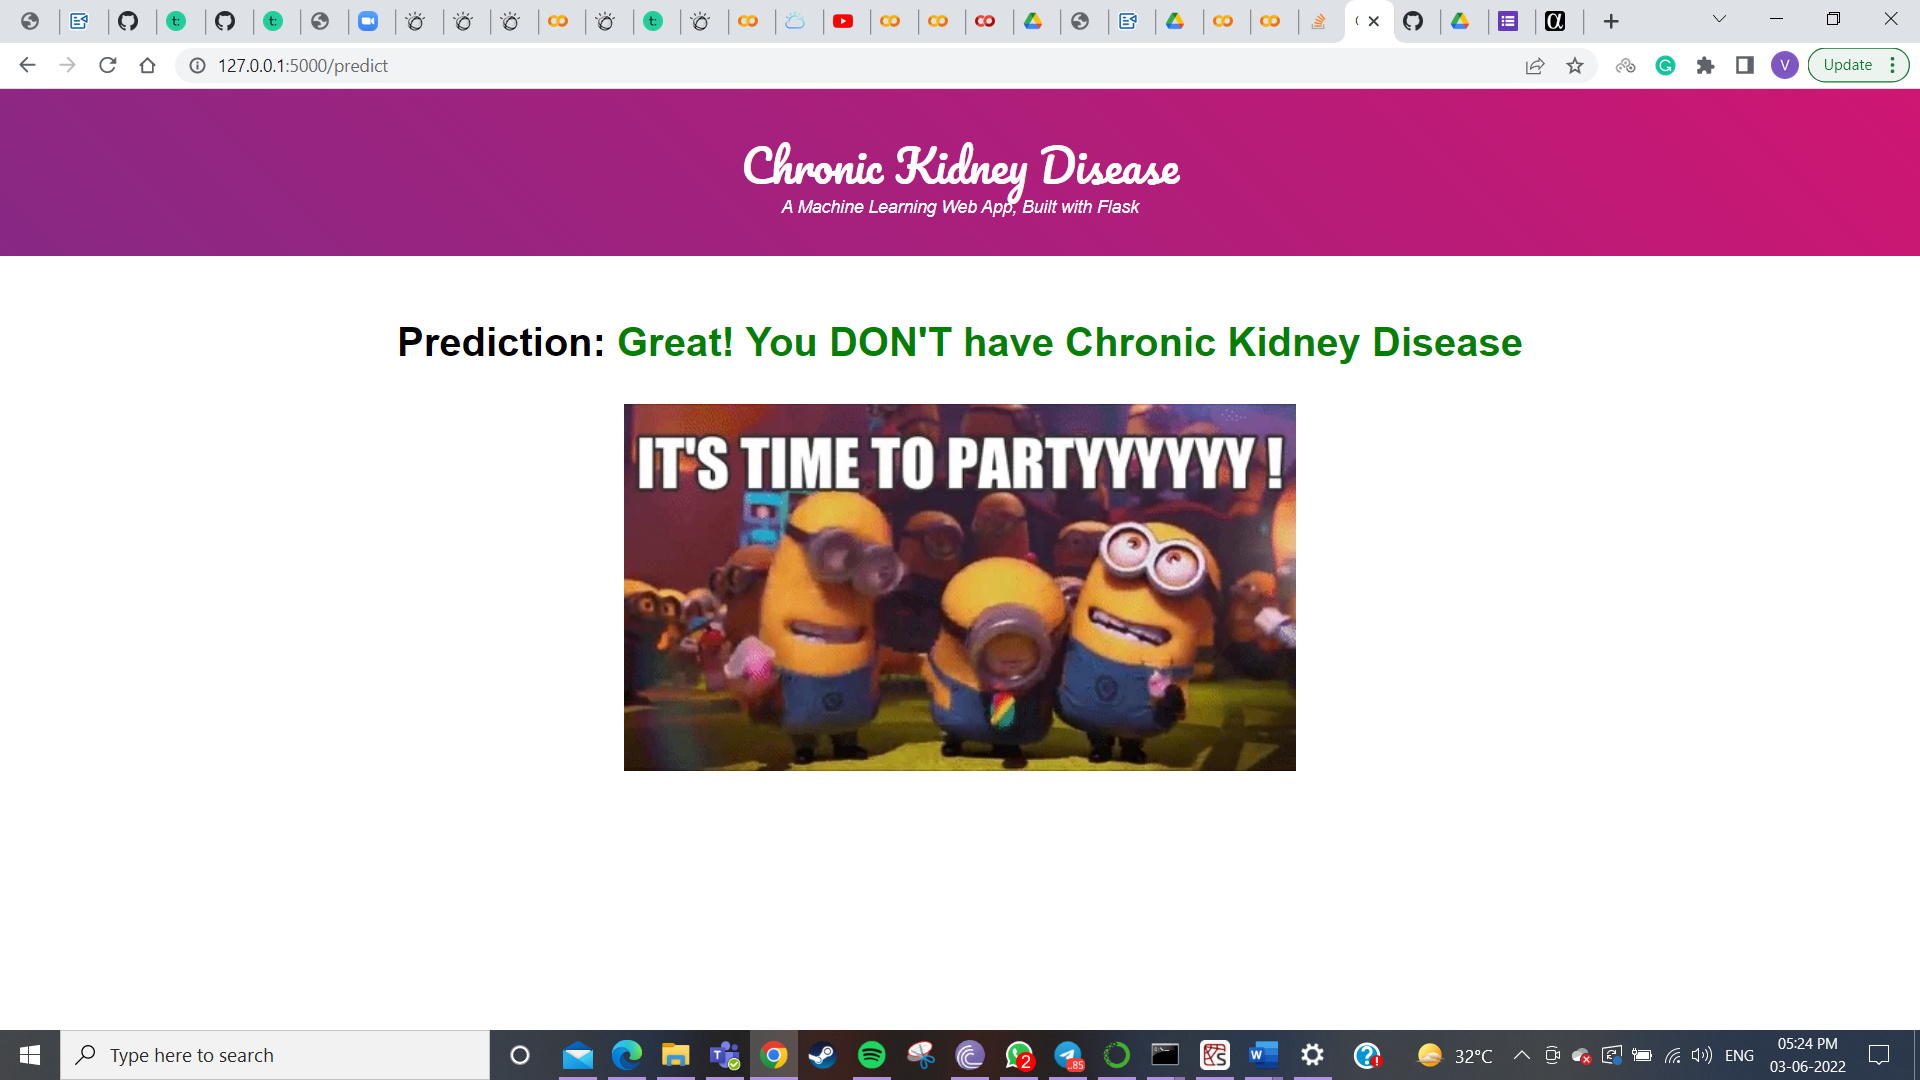 127.0.0.1:5000/predict
V
Update
Chronic Kidney Disease
A Machine Learning Web App, Built with Flask
Prediction: Great! You DON'T have Chronic Kidney Disease
IT'S TIME TO PARTYYYYYY !
Type here to search
2
..85
32°C
ENG
05:24 PM
03-06-2022